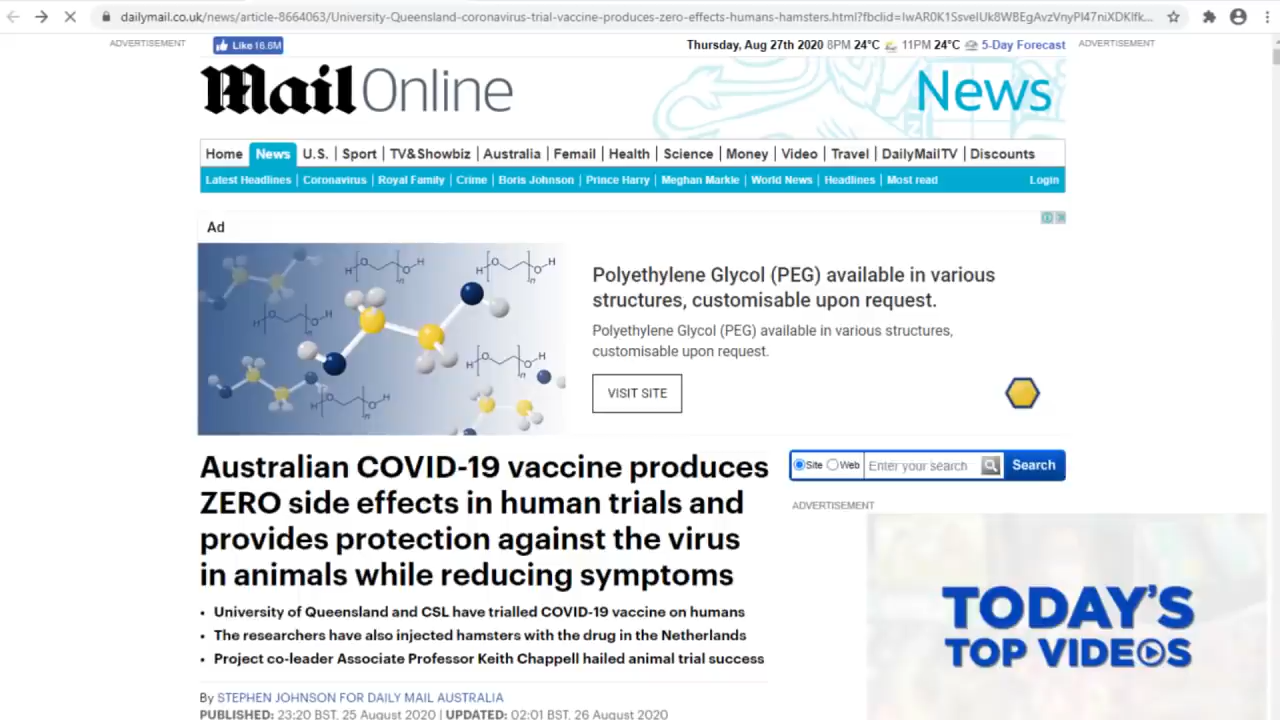 dailymail.co.uk/news/article-8664063/University-Queensland-coronavirus-trial-vaccine-produces-zero-effects-humans-hamsters.html?fbclid=
ADVERTISEMENT
Like 16.6M
Thursday, Aug 27th 2020 8PM 24°C 11PM 24°C 5-Day Forecast
ADVERTISEMENT
Mail Online
News
Home News U.S. Sport TV&Showbiz Australia Femail Health Science Money Video Travel DailyMailTV Discounts
Latest Headlines Coronavirus Royal Family Crime Boris Johnson Prince Harry Meghan Markle World News Headlines Most read Login
Ad
Polyethylene Glycol (PEG) available in various
structures, customisable upon request.
Polyethylene Glycol (PEG) available in various structures,
customisable upon request.
VISIT SITE
Australian COVID-19 vaccine produces
ZERO side effects in human trials and
provides protection against the virus
in animals while reducing symptoms
• University of Queensland and CSL have trialled COVID-19 vaccine on humans
• The researchers have also injected hamsters with the drug in the Netherlands
• Project co-leader Associate Professor Keith Chappell hailed animal trial success
By STEPHEN JOHNSON FOR DAILY MAIL AUSTRALIA
PUBLISHED: 23:20 BST, 25 August 2020 | UPDATED: 02:01 BST, 26 August 2020
Site Web Enter your search Search
ADVERTISEMENT
TODAY'S
TOP VIDEOS